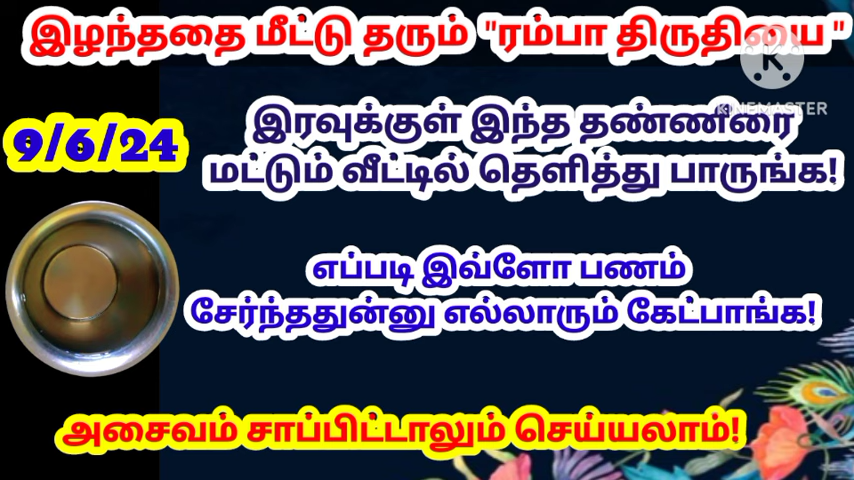 இழந்ததை மீட்டு தரும் "ரம்பா திருதியை"
KINEMASTER
9/6/24
இரவுக்குள் இந்த தண்ணீரை
மட்டும் வீட்டில் தெளித்து பாருங்க!
எப்படி இவ்ளோ பணம்
சேர்ந்ததுன்னு எல்லாரும் கேட்பாங்க!
அசைவம் சாப்பிட்டாலும் செய்யலாம்!